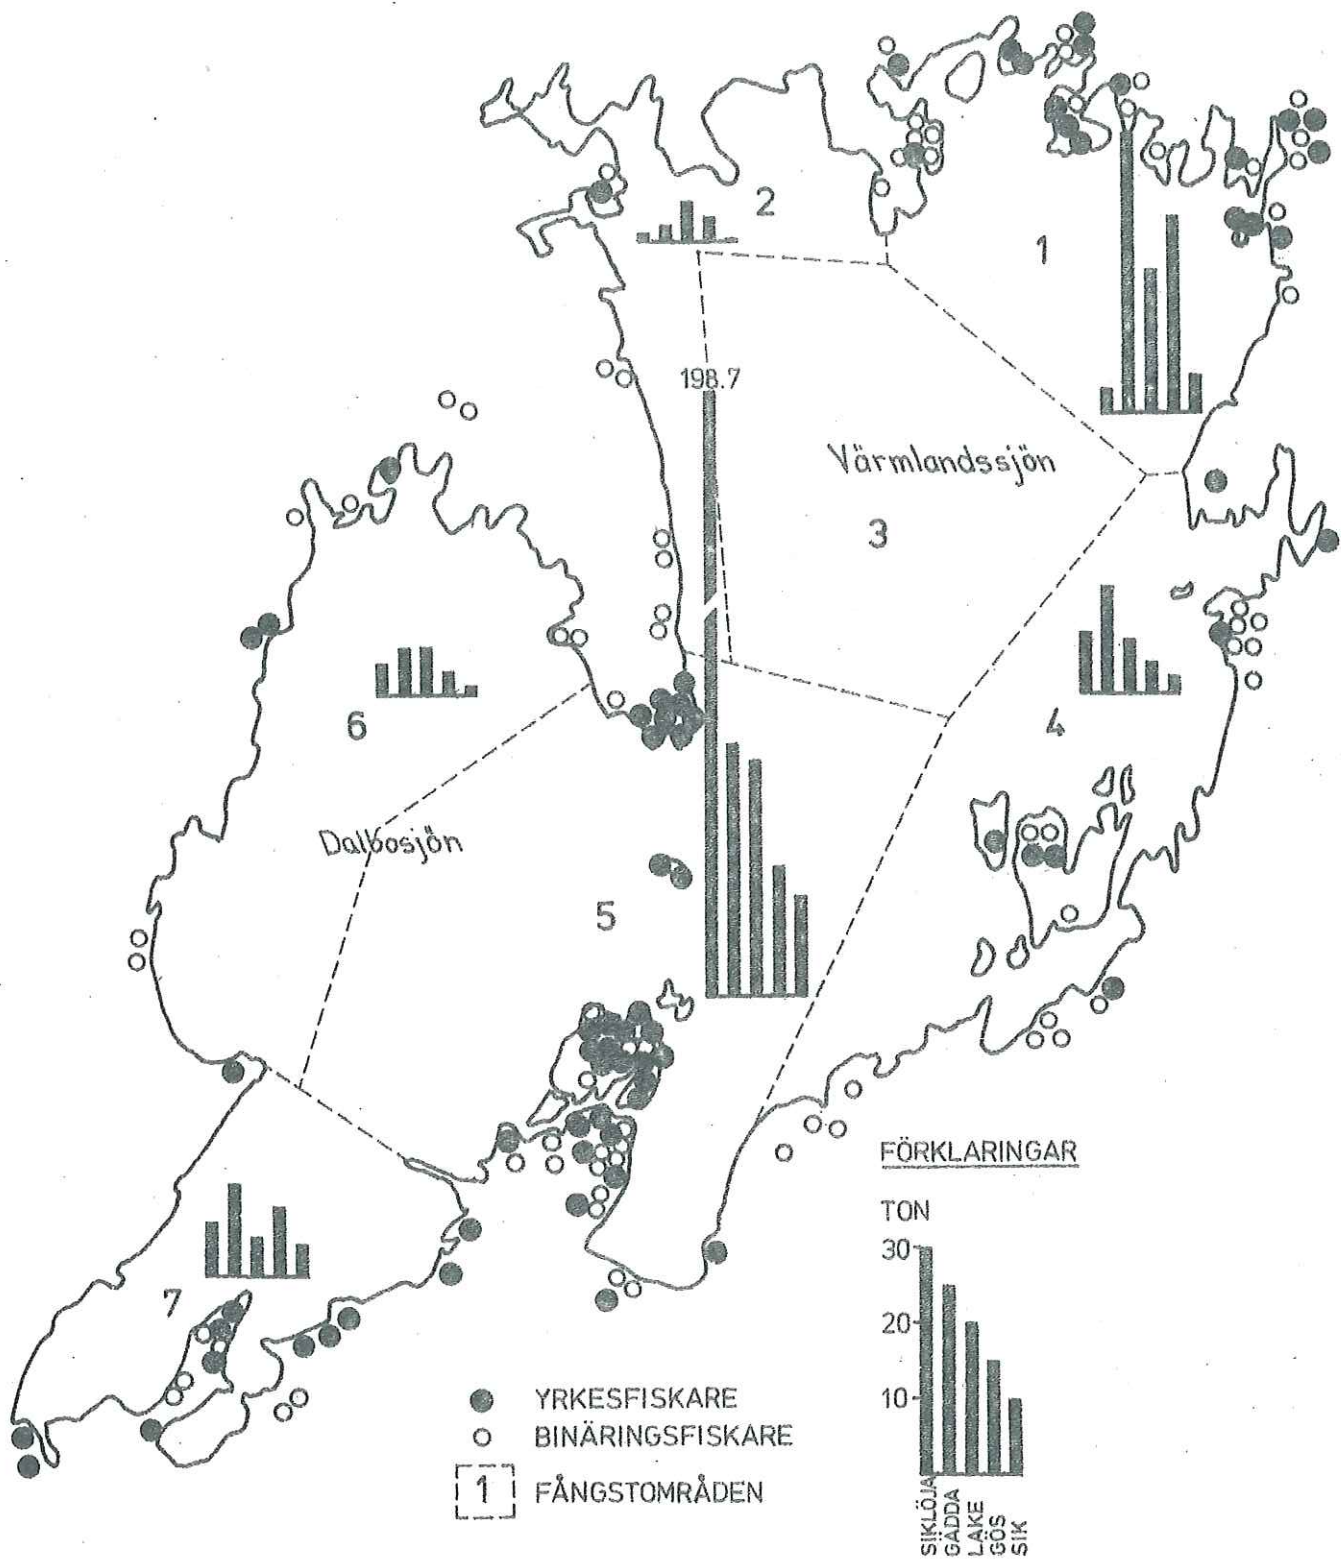 2
1
198.7
Värmlandssjön
3
6
4
Dalbosjön
5
FÖRKLARINGAR
TON
30
20
10
7
YRKESFISKARE
BINÄRINGSFISKARE
1 FÅNGSTOMRÅDEN
SIKLÖJA
GÄDDA
LAKE
GÖS
SIK